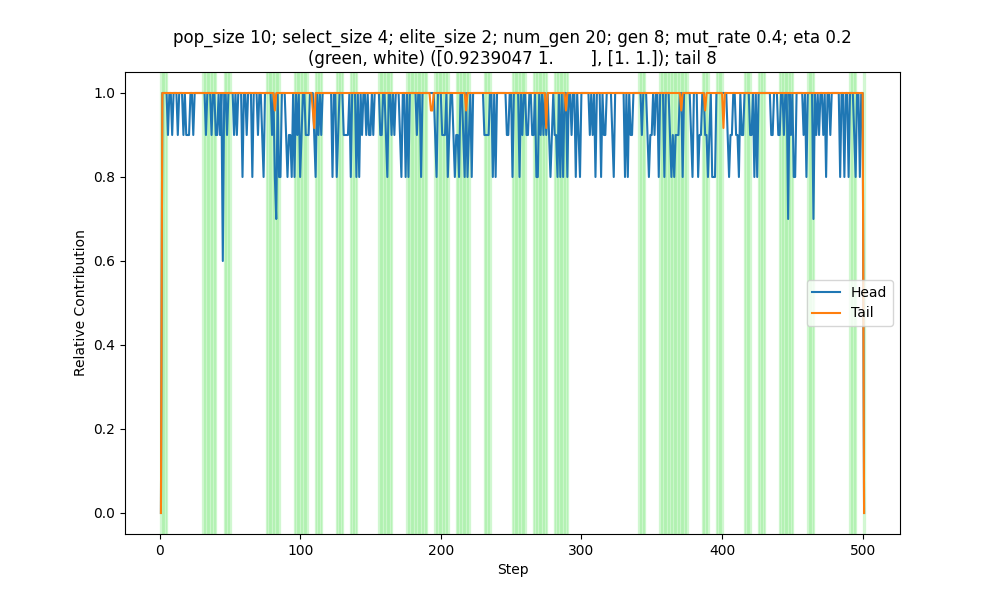 pop_size 10; select_size 4; elite_size 2; num_gen 20; gen 8; mut_rate 0.4; eta 0.2
(green, white) ([0.9239047 1.        ], [1. 1.]); tail 8
1.0
0.8
0.6
0.4
0.2
0.0
Relative Contribution
Head
Tail
0 100 200 300 400 500
Step